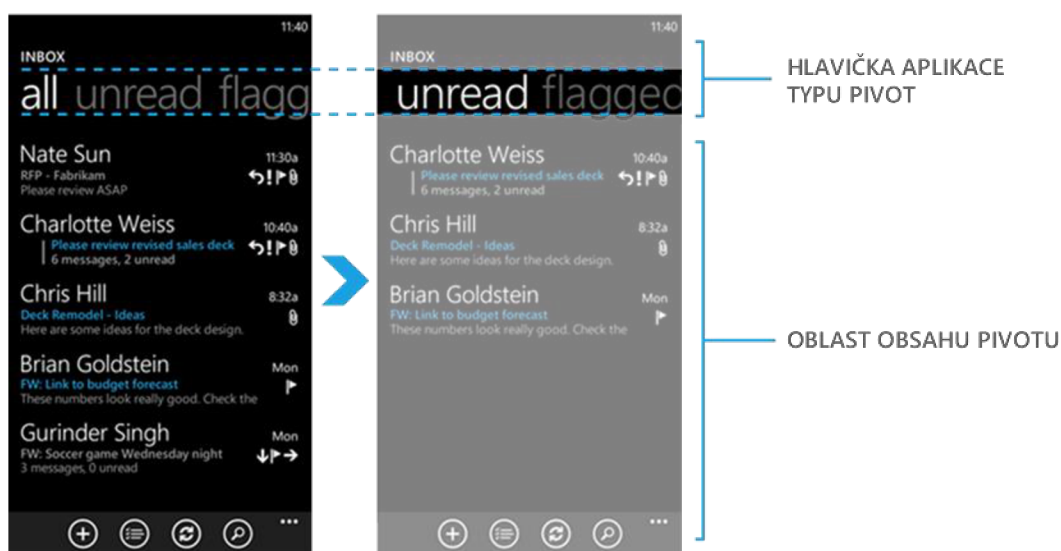 11:40
INBOX
all unread flagg
Nate Sun
11:30a
RFP - Fabrikam
Please review ASAP
Charlotte Weiss
10:40a
Please review revised sales deck
6 messages, 2 unread
Chris Hill
8:32a
Deck Remodel - Ideas
Here are some ideas for the deck design.
Brian Goldstein
Mon
FW: Link to budget forecast
These numbers look really good. Check the
Gurinder Singh
Mon
FW: Soccer game Wednesday night
3 messages, 0 unread
11:40
INBOX
unread flagged
Charlotte Weiss
10:40a
Please review revised sales deck
6 messages, 2 unread
Chris Hill
8:32a
Deck Remodel - Ideas
Here are some ideas for the deck design.
Brian Goldstein
Mon
FW: Link to budget forecast
These numbers look really good. Check the
HLAVIČKA APLIKACE
TYPU PIVOT
OBLAST OBSAHU PIVOTU